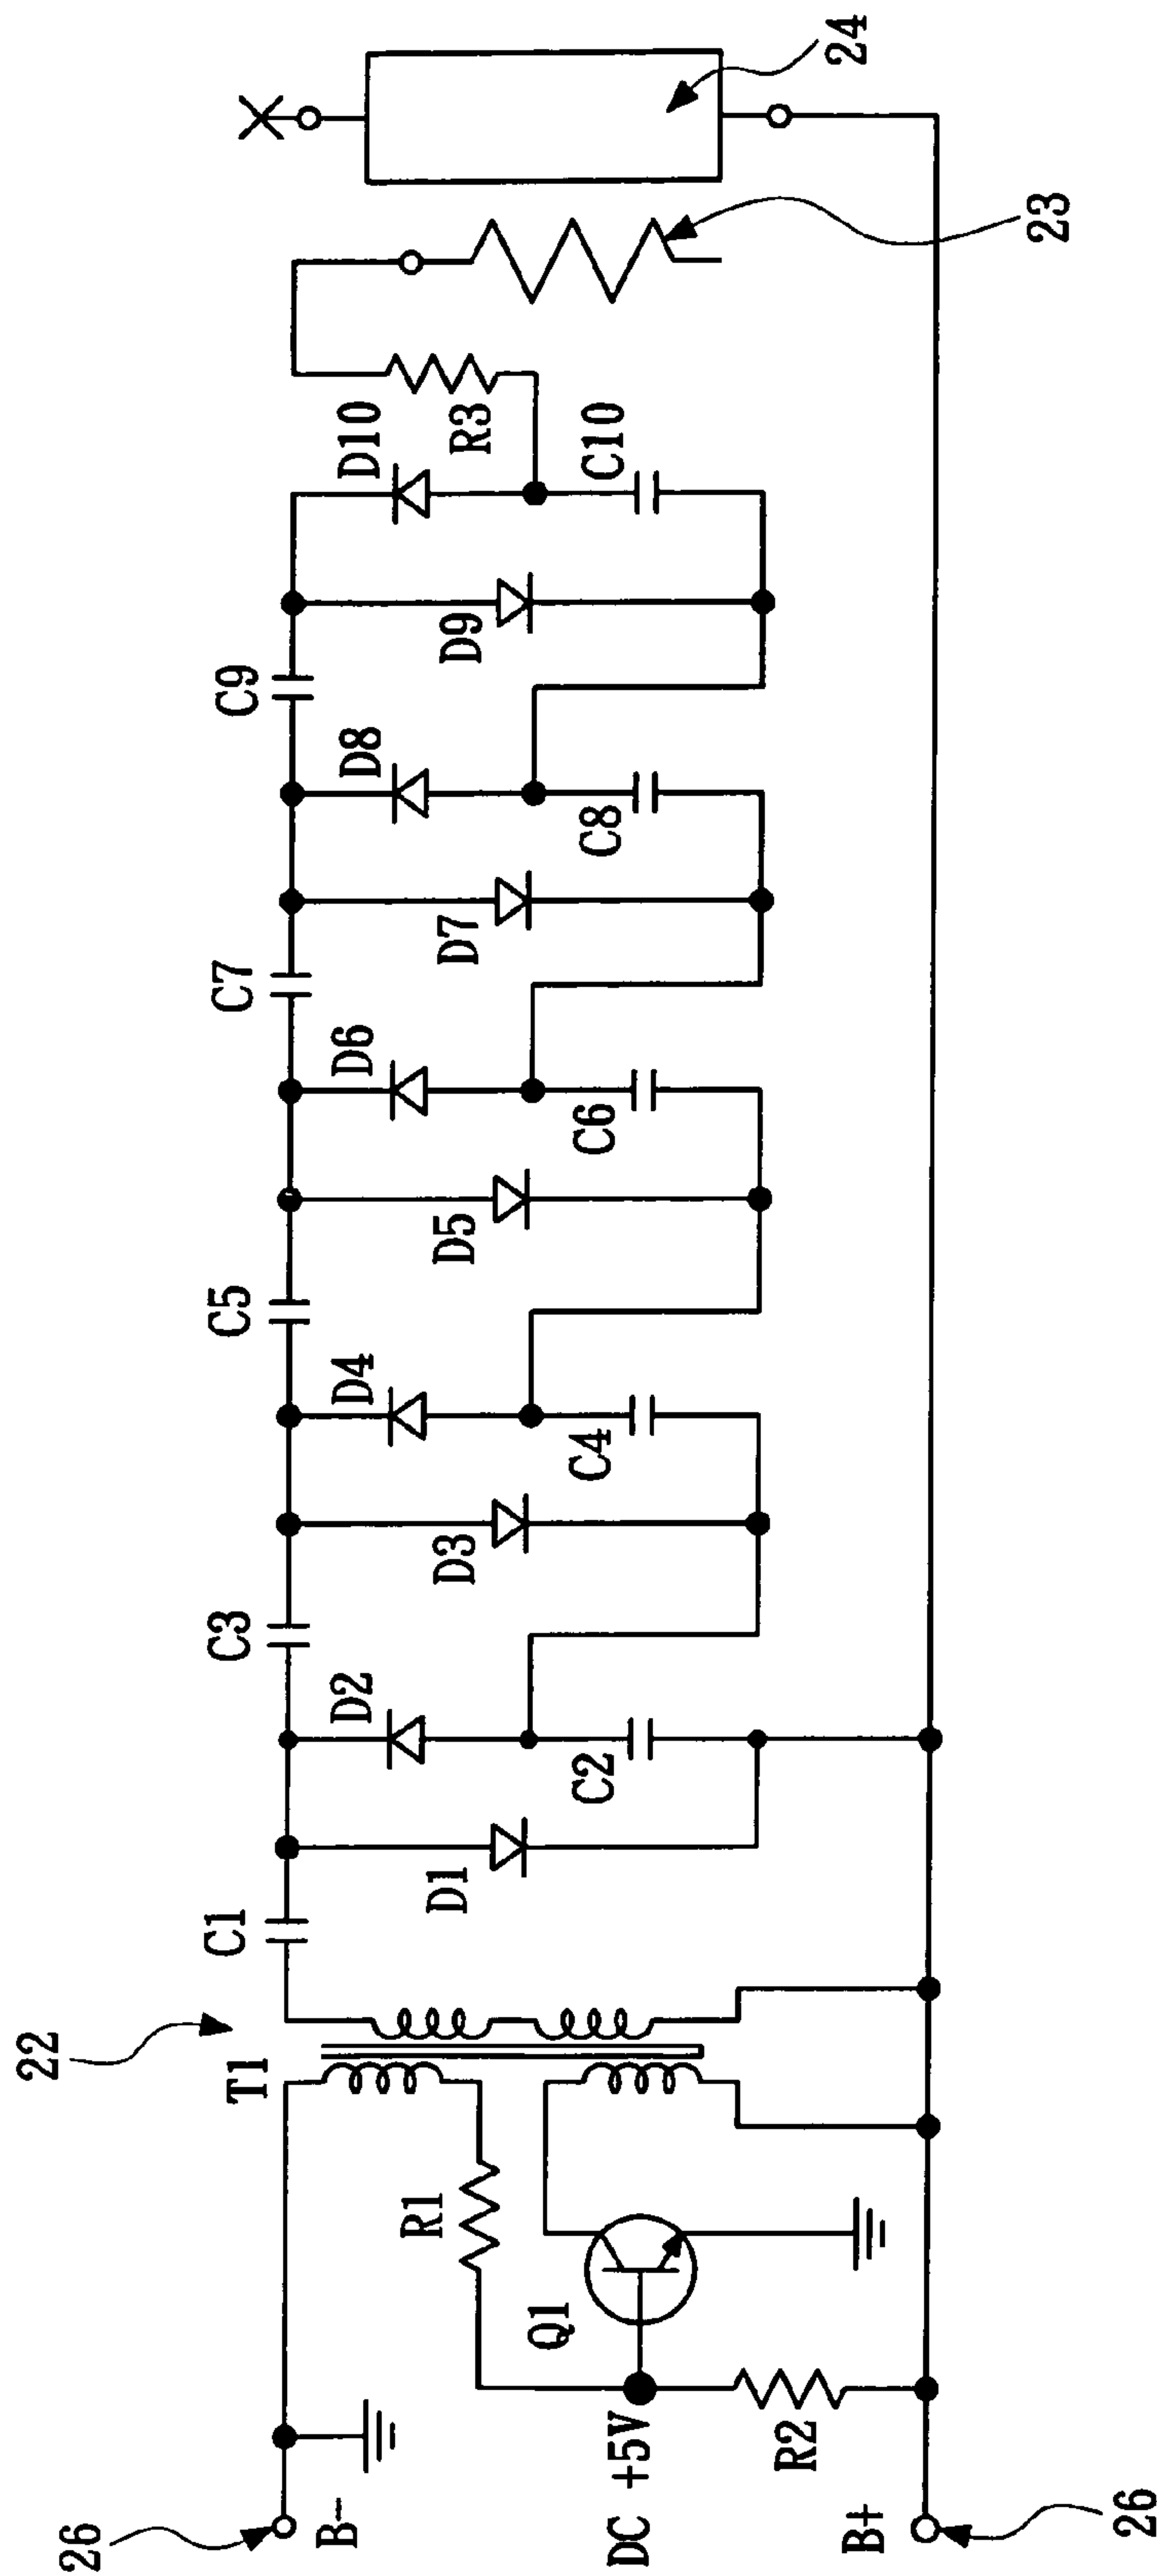 24
23
D10
R3
C10
D9
C9
D8
C8
D7
C7
D6
C6
D5
C5
D4
C4
D3
C3
D2
C2
D1
C1
22
T1
R1
Q1
DC +5V
R2
26
B-
B+
26